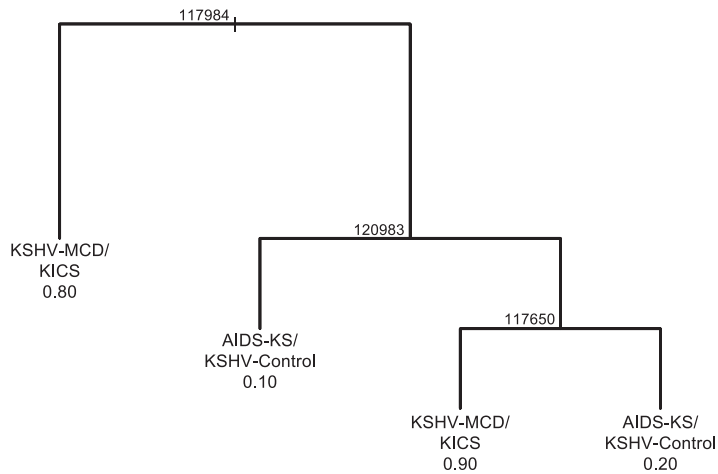 117984
KSHV-MCD/
KICS
0.80
120983
AIDS-KS/
KSHV-Control
0.10
117650
KSHV-MCD/
KICS
0.90
AIDS-KS/
KSHV-Control
0.20